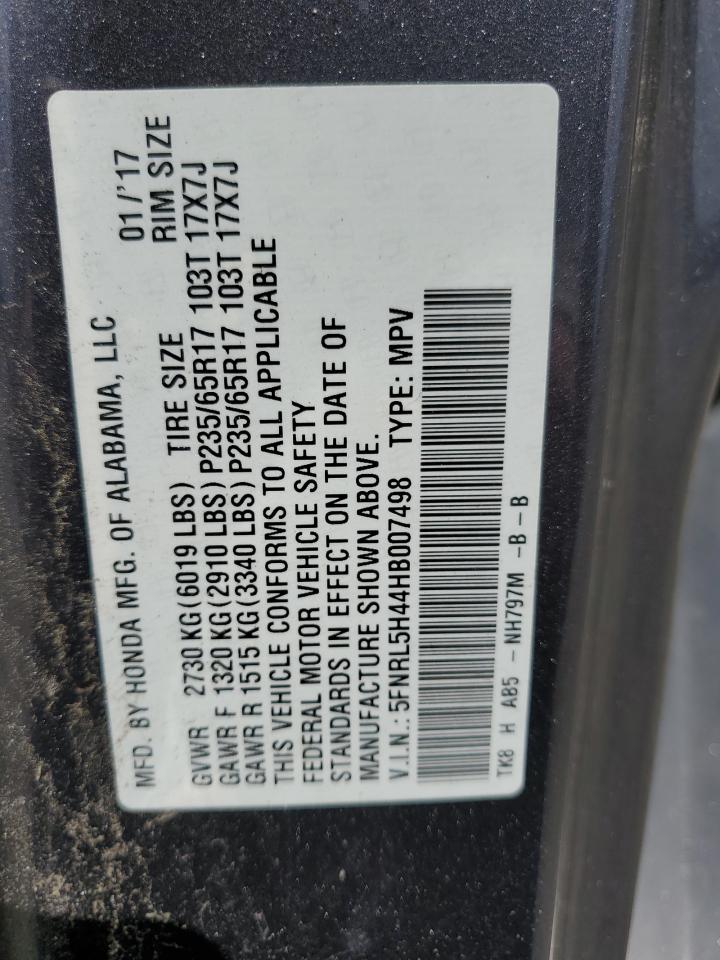 MFD. BY HONDA MFG. OF ALABAMA, LLC 01/'17
GVWR 2730 KG(6019 LBS) TIRE SIZE RIM SIZE
GAWR F 1320 KG(2910 LBS) P235/65R17 103T 17X7J
GAWR R 1515 KG(3340 LBS) P235/65R17 103T 17X7J
THIS VEHICLE CONFORMS TO ALL APPLICABLE
FEDERAL MOTOR VEHICLE SAFETY
STANDARDS IN EFFECT ON THE DATE OF
MANUFACTURE SHOWN ABOVE.
V.I.N.: 5FNRL5H44HB007498 TYPE: MPV
TK8 H A85 - NH797M -B-B